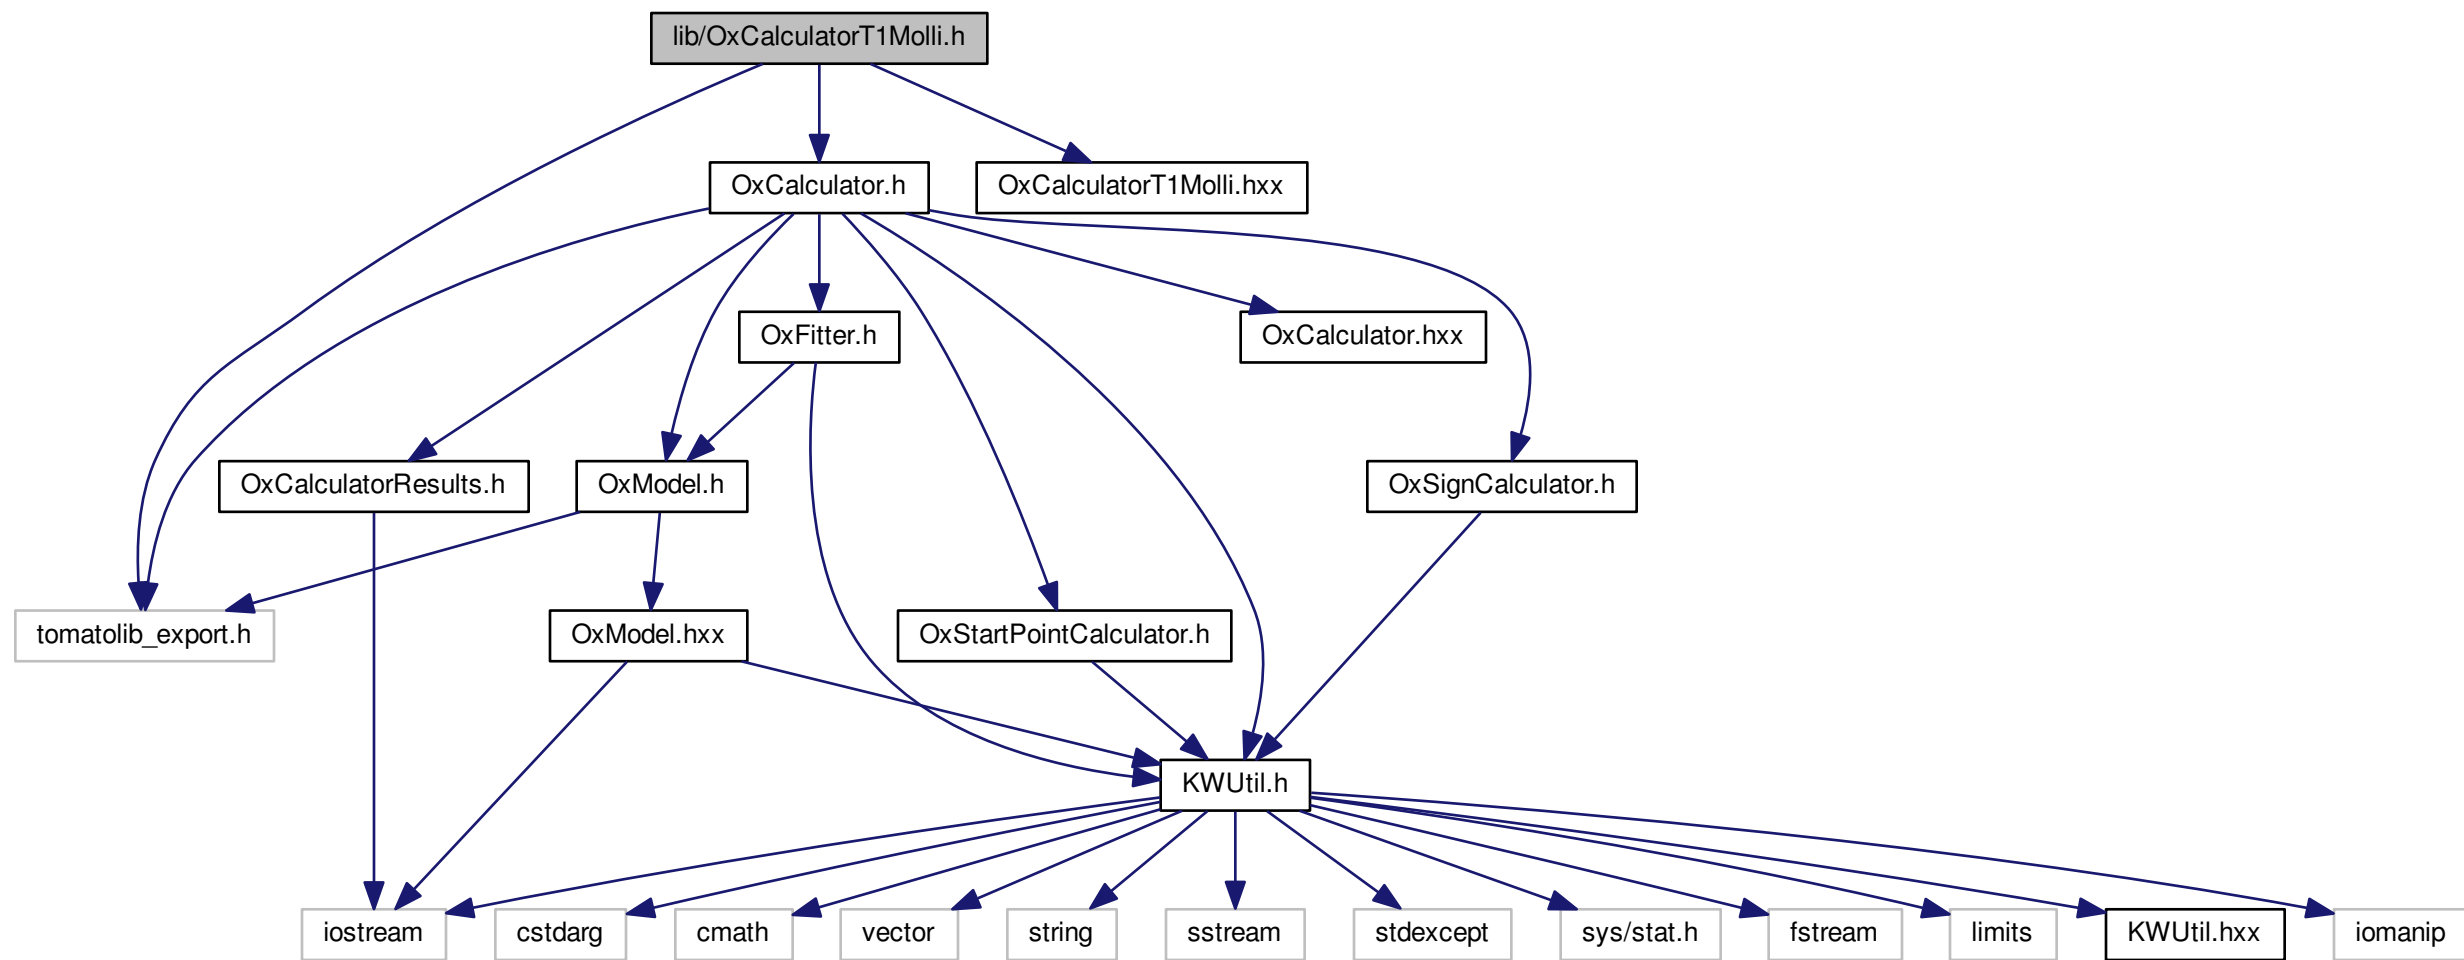 lib/OxCalculatorT1Molli.h
OxCalculator.h
OxCalculatorT1Molli.hxx
OxFitter.h
OxCalculator.hxx
OxCalculatorResults.h
OxModel.h
OxSignCalculator.h
tomatolib_export.h
OxModel.hxx
OxStartPointCalculator.h
KWUtil.h
iostream
cstdarg
cmath
vector
string
sstream
stdexcept
sys/stat.h
fstream
limits
KWUtil.hxx
iomanip